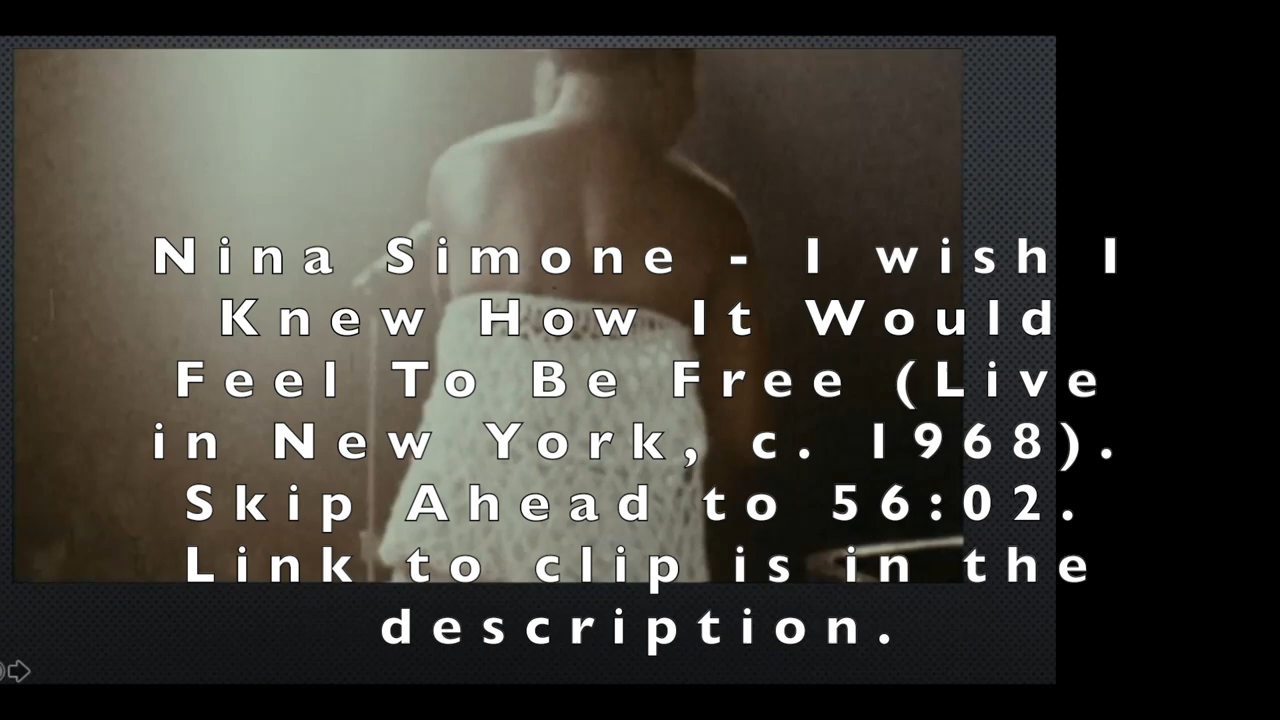 Nina Simone - I wish I
Knew How It Would
Feel To Be Free (Live
in New York, c. 1968).
Skip Ahead to 56:02.
Link to clip is in the
description.